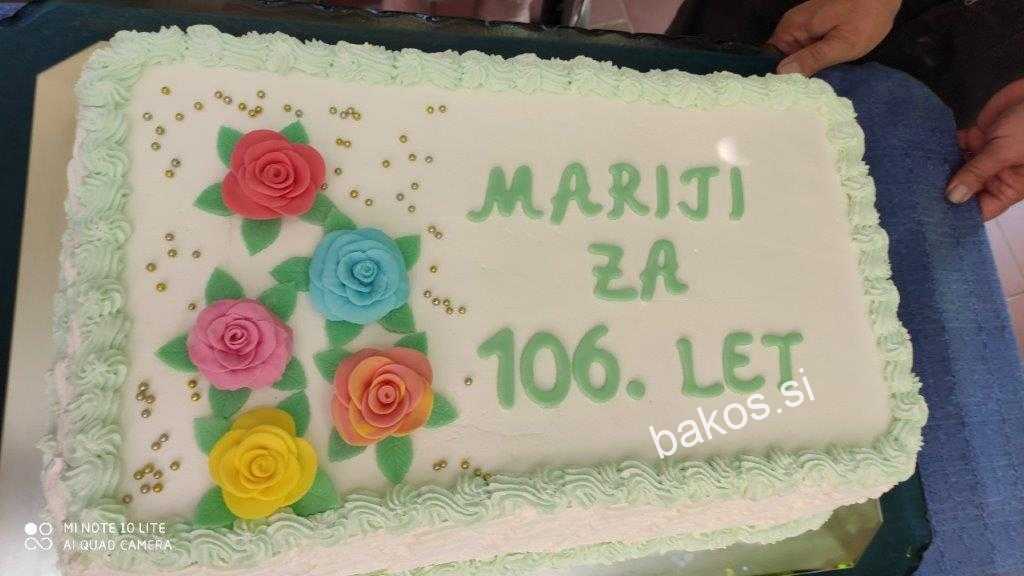 MARIJI
ZA
106. LET
bakos.si
MI NOTE 10 LITE
AI QUAD CAMERA